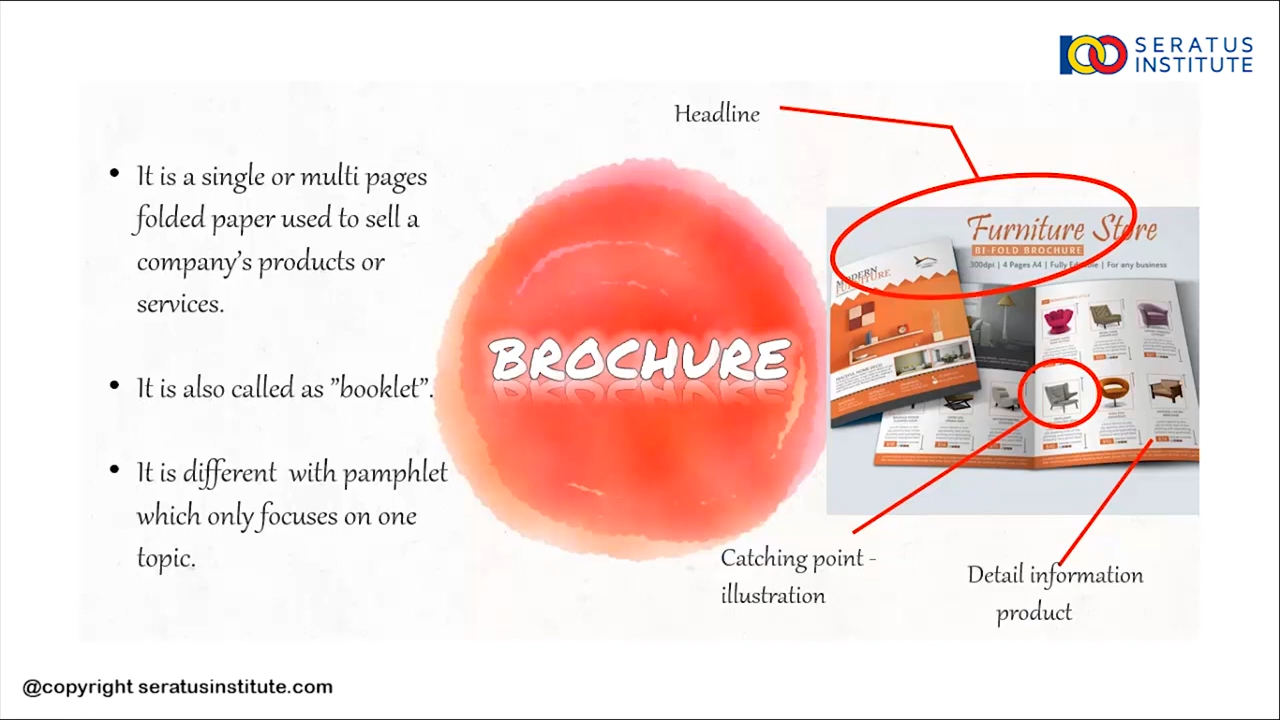 SERATUS
INSTITUTE
Headline
• It is a single or multi pages
folded paper used to sell a
company's products or
services.
• It is also called as ”booklet”.
• It is different with pamphlet
which only focuses on one
topic.
BROCHURE
Furniture Store
BI-FOLD BROCHURE
300dpi | 4 Pages A4 | Fully Editable | For any business
MODERN
FURNITURE
Catching point -
illustration
Detail information
product
@copyright seratusinstitute.com